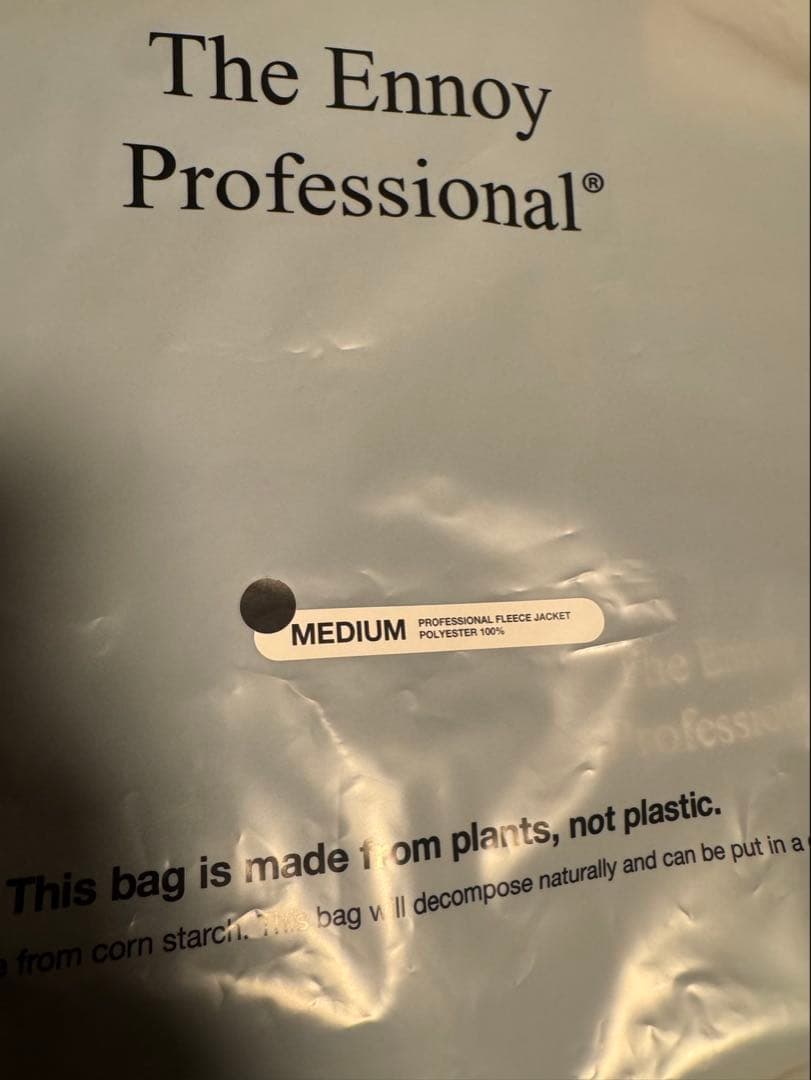 The Ennoy
Professional®
MEDIUM
PROFESSIONAL FLEECE JACKET
POLYESTER 100%
This bag is made from plants, not plastic.
from corn starch. This bag will decompose naturally and can be put in a